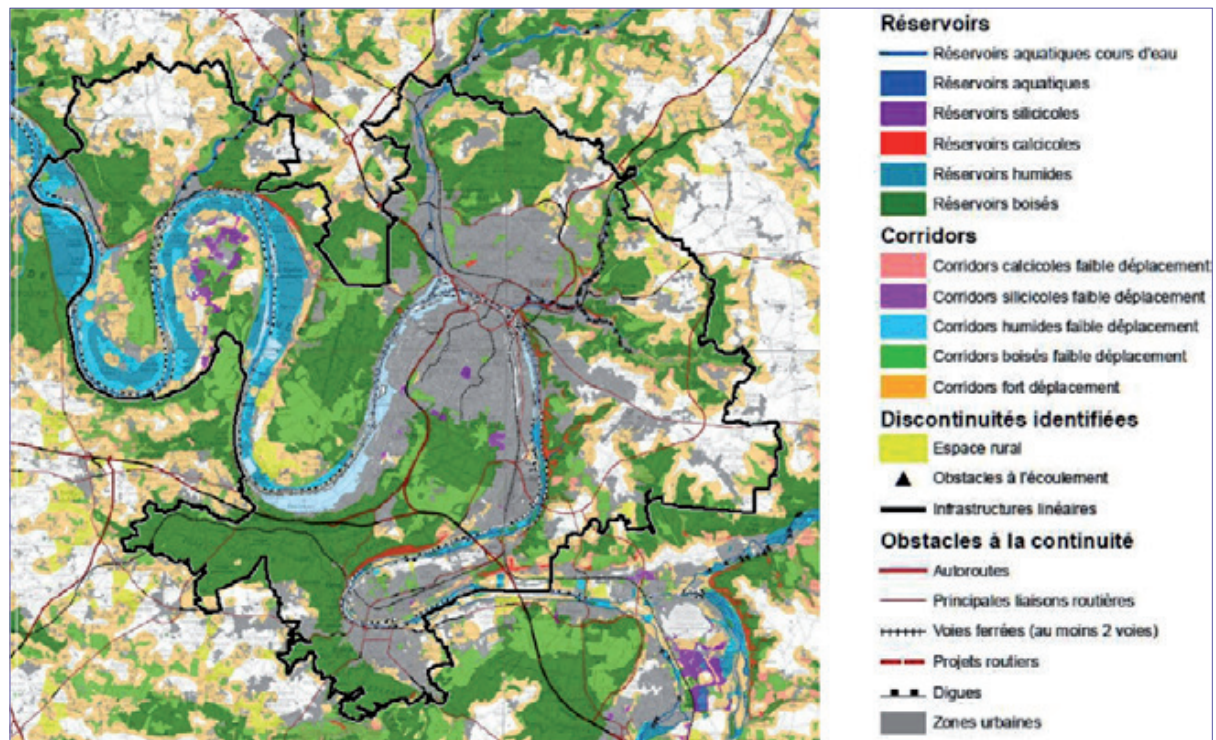 Réservoirs
Réservoirs aquatiques cours d'eau
Réservoirs aquatiques
Réservoirs silicicoles
Réservoirs calcicoles
Réservoirs humides
Réservoirs boisés
Corridors
Corridors calcicoles faible déplacement
Corridors silicicoles faible déplacement
Corridors humides faible déplacement
Corridors boisés faible déplacement
Corridors fort déplacement
Discontinuités identifiées
Espace rural
Obstacles à l'écoulement
Infrastructures linéaires
Obstacles à la continuité
Autoroutes
Principales liaisons routières
Voies ferrées (au moins 2 voies)
Projets routiers
Digues
Zones urbaines